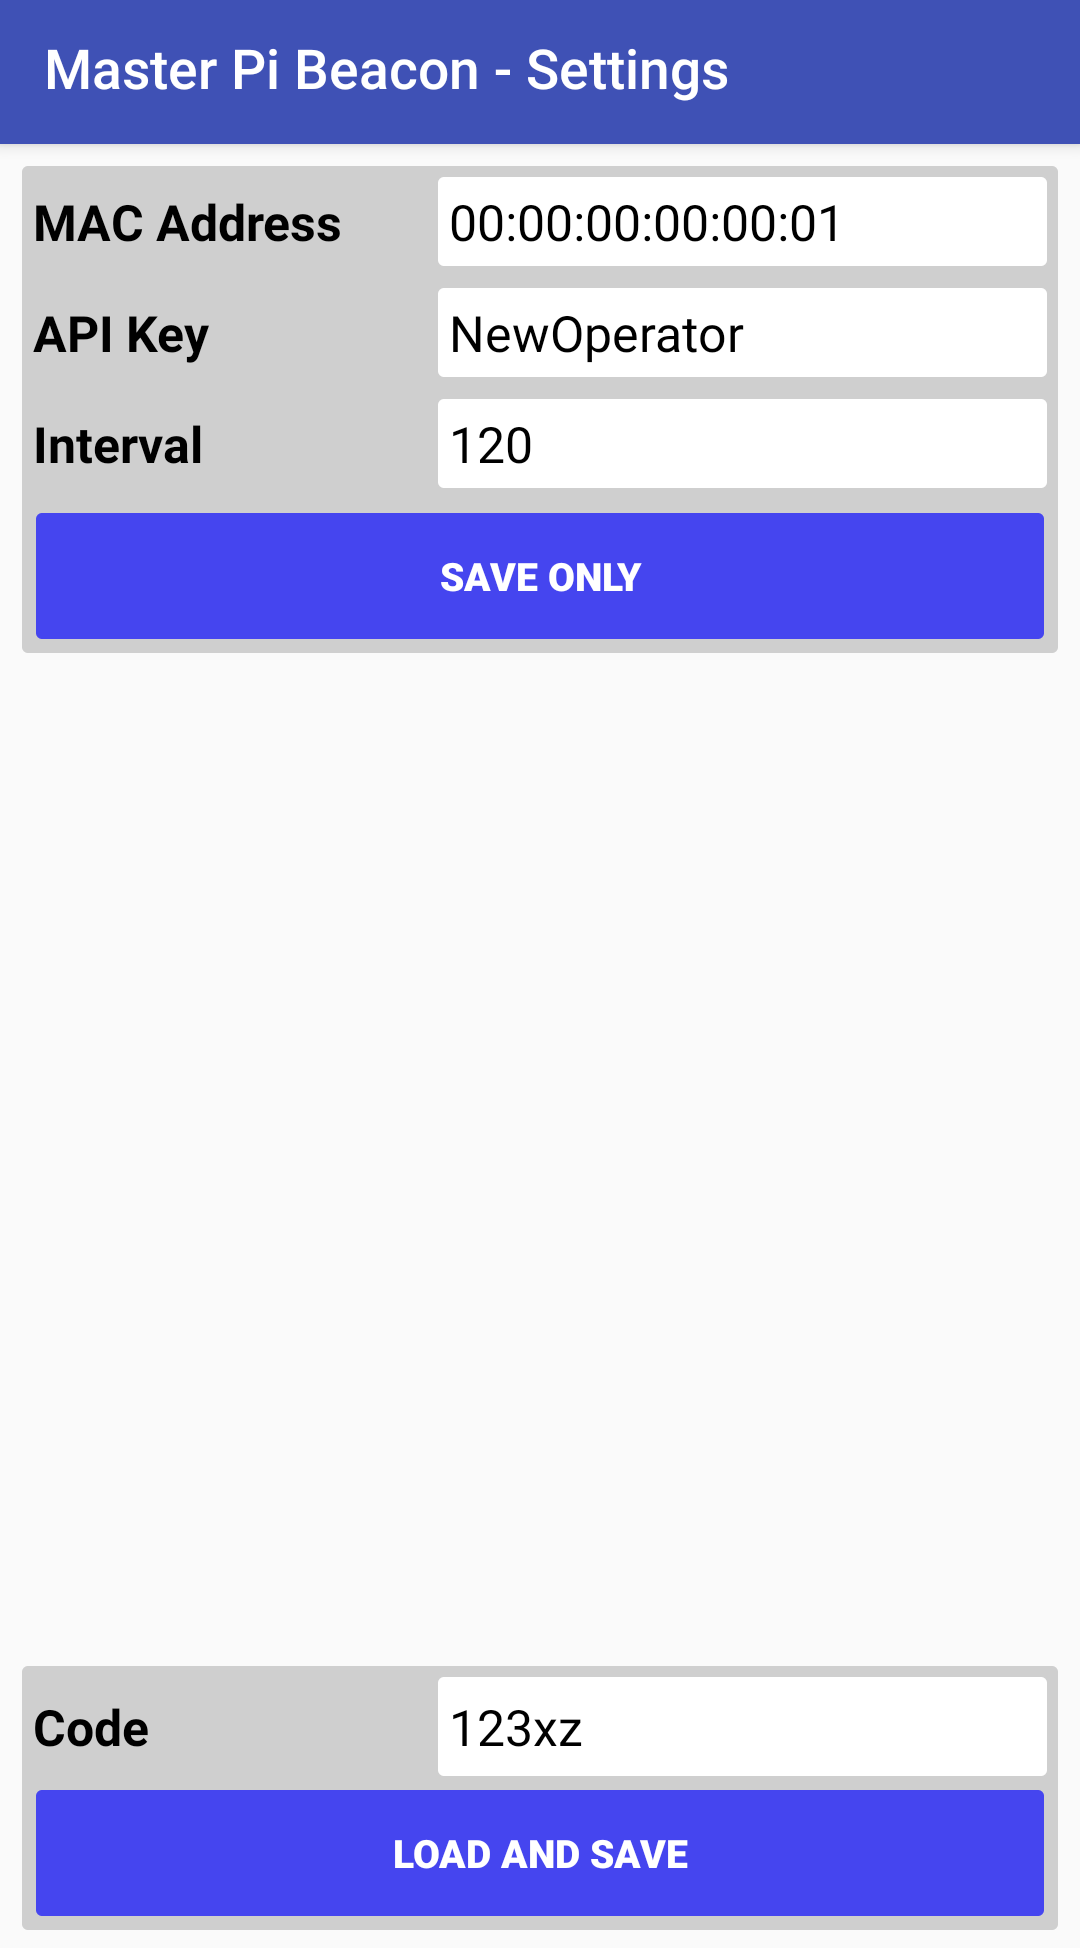 Master Pi Beacon - Settings
MAC Address 00:00:00:00:00:01
API Key NewOperator
Interval 120
SAVE ONLY
Code 123xz
LOAD AND SAVE